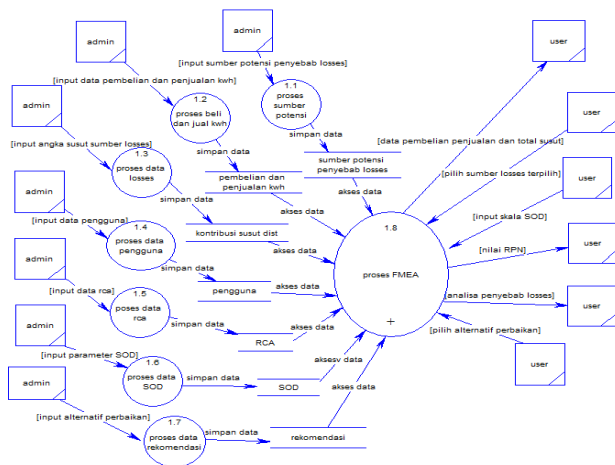 admin
admin
user
[input sumber potensi penyebab losses]
admin
[input data pembelian dan penjualan kwh]
1.1
proses
sumber
potensi
user
1.2
proses beli
dan jual kwh
admin
[input angka susut sumber losses]
simpan data
[data pembelian penjualan dan total susut]
simpan data
1.3
proses data
losses
sumber potensi
penyebab losses
[pilih sumber losses terpilih]
user
admin
pembelian dan
penjualan kwh
simpan data
akses data
[input data pengguna]
akses data
[input skala SOD]
1.4
proses data
pengguna
kontribusi susut dist
1.8
user
admin
akses data
[nilai RPN]
simpan data
proses FMEA
[input data rca]
pengguna
akses data
user
1.5
poses data
rca
[analisa penyebab losses]
admin
simpan data
akses data
[pilih alternatif perbaikan]
RCA
[input parameter SOD]
aksesv data
1.6
proses data
SOD
user
admin
simpan data
SOD
akses data
[input alternatif perbaikan]
1.7
proses data
rekomendasi
simpan data
rekomendasi